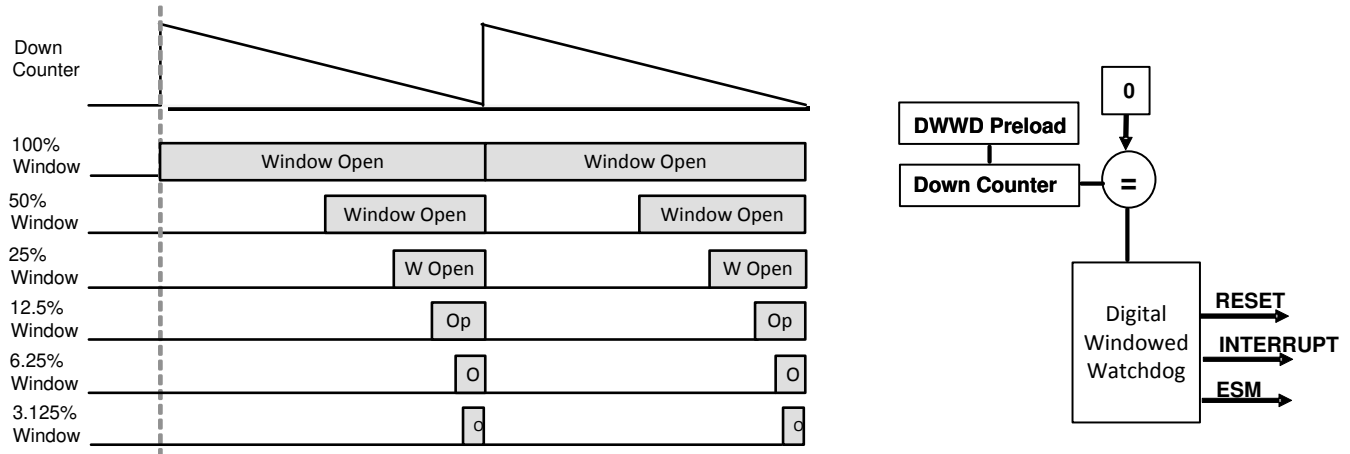 Down
Counter
100%
Window
Window Open
Window Open
50%
Window
Window Open
Window Open
25%
Window
W Open
W Open
12.5%
Window
Op
Op
6.25%
Window
O
O
3.125%
Window
O
O
0
DWWD Preload
Down Counter
=
Digital
Windowed
Watchdog
RESET
INTERRUPT
ESM